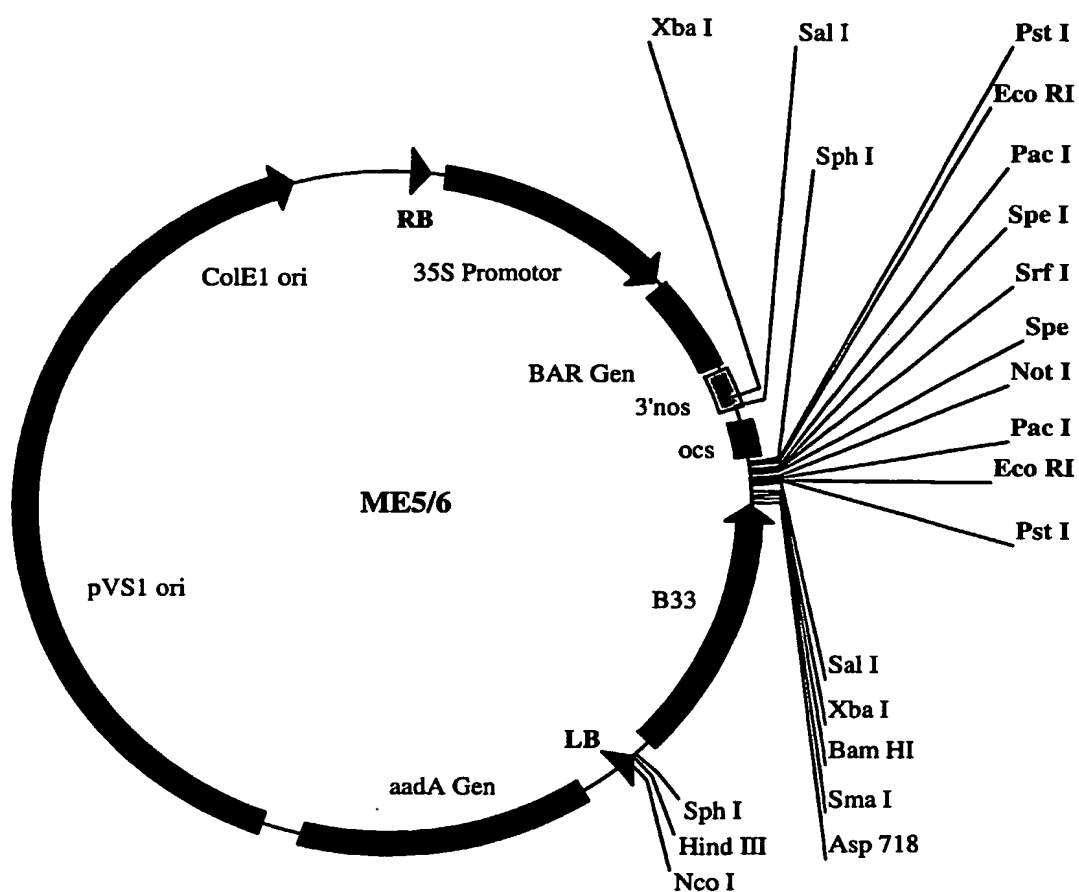 Xba I
Sal I
Pst I
Eco RI
Sph I
Pac I
Spe I
Srf I
Spe
Not I
Pac I
Eco RI
Pst I
RB
ColE1 ori
35S Promotor
BAR Gen
3'nos
ocs
ME5/6
pVS1 ori
B33
Sal I
Xba I
Bam HI
Sma I
Asp 718
LB
aadA Gen
Sph I
Hind III
Nco I